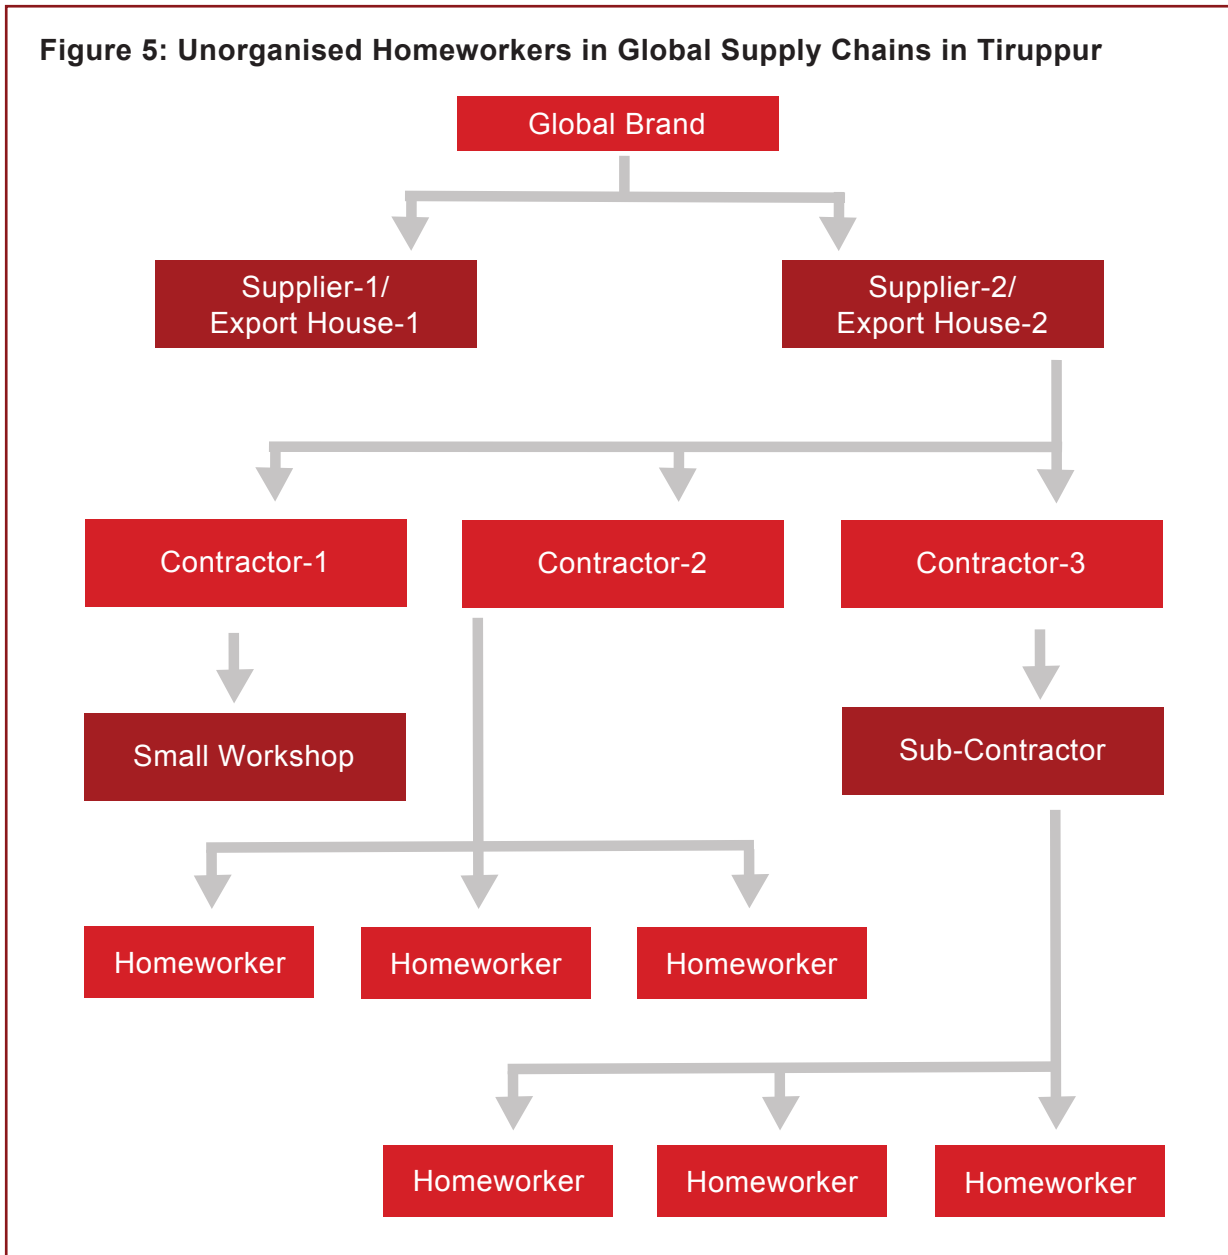 Figure 5: Unorganised Homeworkers in Global Supply Chains in Tiruppur
Global Brand
Supplier-1/
Export House-1
Supplier-2/
Export House-2
Contractor-1
Contractor-2
Contractor-3
Small Workshop
Sub-Contractor
Homeworker
Homeworker
Homeworker
Homeworker
Homeworker
Homeworker